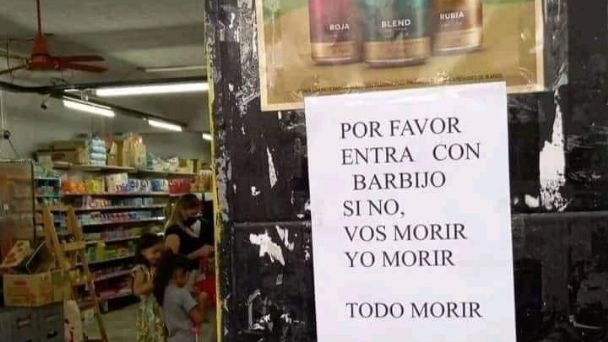 ROJA
BLEND
RUBIA
POR FAVOR
ENTRA CON
BARBIJO
SI NO,
VOS MORIR
YO MORIR
TODO MORIR